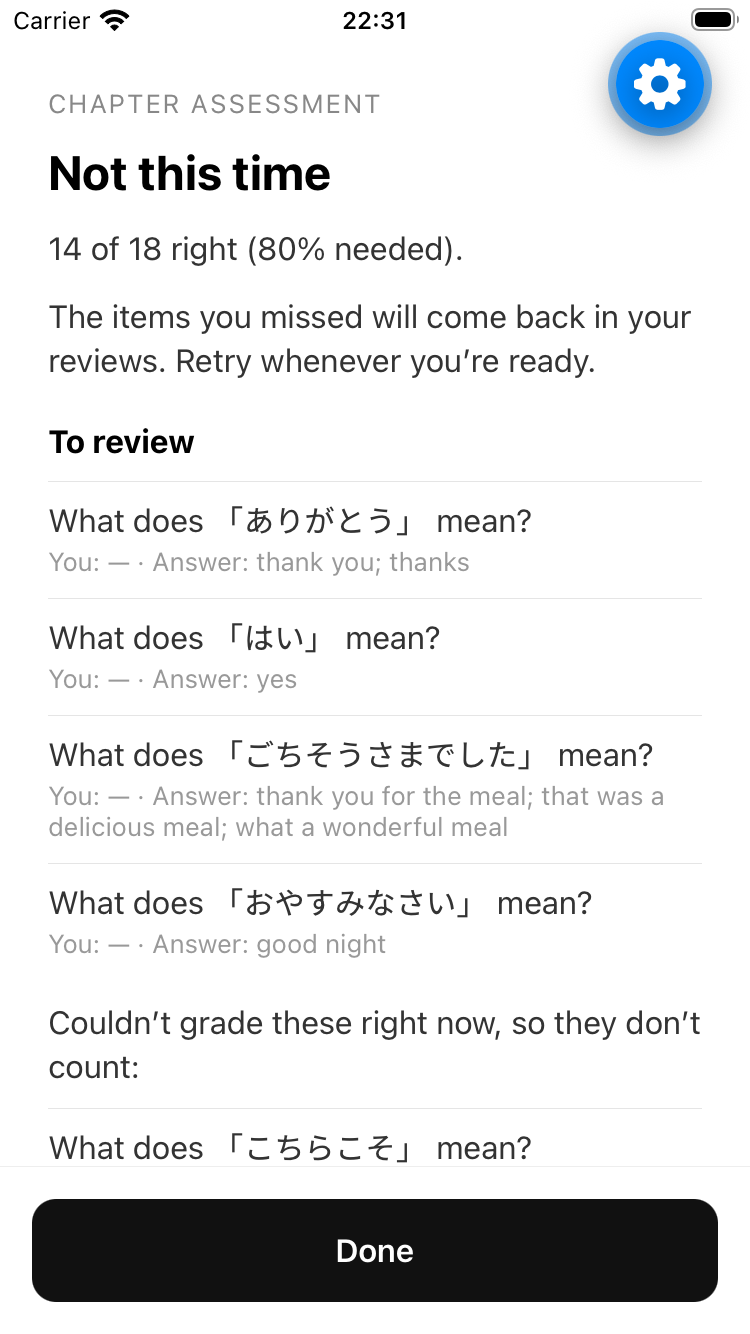 Carrier 22:31
CHAPTER ASSESSMENT
Not this time
14 of 18 right (80% needed).
The items you missed will come back in your
reviews. Retry whenever you’re ready.
To review
What does 「ありがとう」 mean?
You: — · Answer: thank you; thanks
What does 「はい」 mean?
You: — · Answer: yes
What does 「ごちそうさまでした」 mean?
You: — · Answer: thank you for the meal; that was a
delicious meal; what a wonderful meal
What does 「おやすみなさい」 mean?
You: — · Answer: good night
Couldn’t grade these right now, so they don’t
count:
What does 「こちらこそ」 mean?
Done